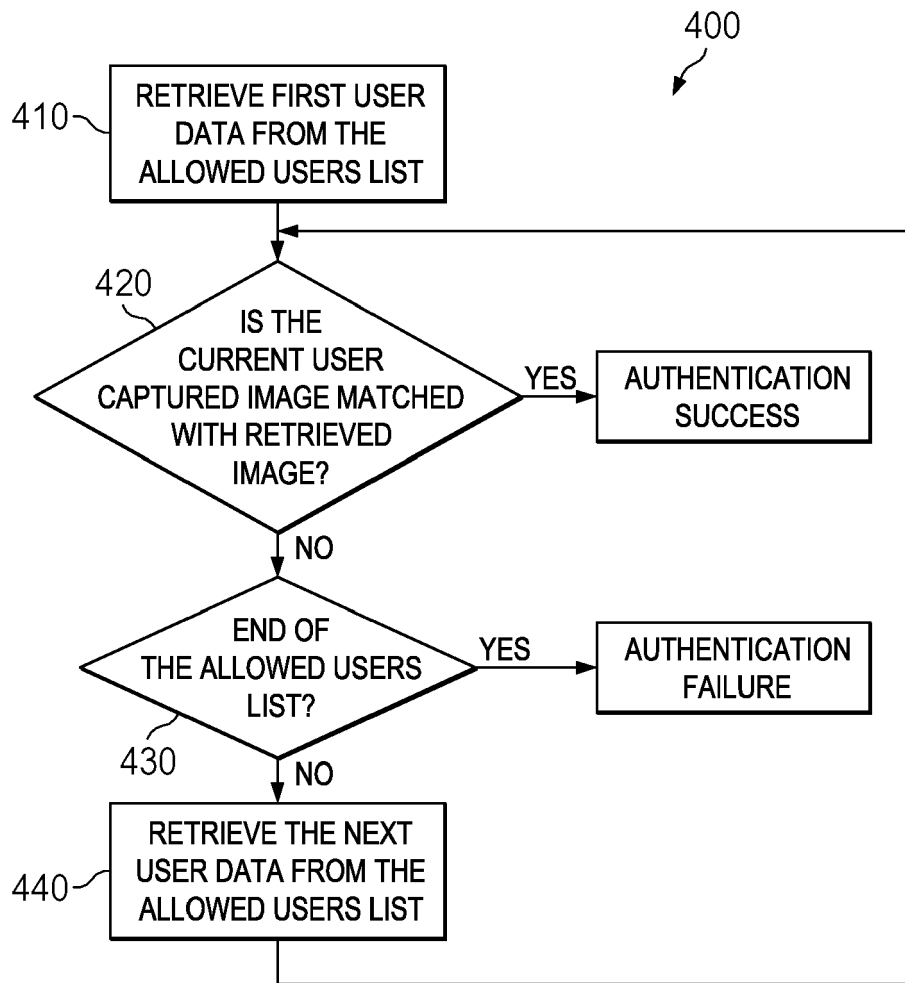 400
410
RETRIEVE FIRST USER
DATA FROM THE
ALLOWED USERS LIST
420
IS THE
CURRENT USER
CAPTURED IMAGE MATCHED
WITH RETRIEVED
IMAGE?
YES
AUTHENTICATION
SUCCESS
NO
END OF
THE ALLOWED USERS
LIST?
YES
AUTHENTICATION
FAILURE
430
NO
440
RETRIEVE THE NEXT
USER DATA FROM THE
ALLOWED USERS LIST